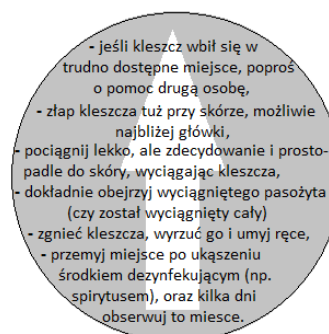 - jeśli kleszcz wbił się w
trudno dostępne miejsce, poproś
o pomoc drugą osobę,
- złap kleszcza tuż przy skórze, możliwie
najbliżej główki,
- pociągnij lekko, ale zdecydowanie i prosto-
padle do skóry, wyciągając kleszcza,
- dokładnie obejrzyj wyciągniętego pasożyta
(czy został wyciągnięty cały)
- zgnieć kleszcza, wyrzuć go i umyj ręce,
- przemyj miejsce po ukąszeniu
środkiem dezynfekującym (np.
spirytusem), oraz kilka dni
obserwuj to miesce.